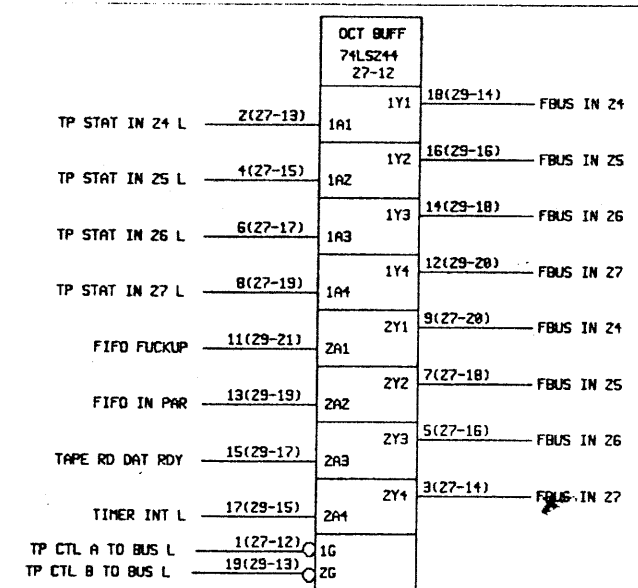 OCT BUFF
74LS244
27-12
TP STAT IN 24 L 2(27-13) 1A1 1Y1 18(29-14) FBUS IN 24
TP STAT IN 25 L 4(27-15) 1A2 1Y2 16(29-16) FBUS IN 25
TP STAT IN 26 L 6(27-17) 1A3 1Y3 14(29-18) FBUS IN 26
TP STAT IN 27 L 8(27-19) 1A4 1Y4 12(29-20) FBUS IN 27
FIFO FUCKUP 11(29-21) 2A1 2Y1 9(27-20) FBUS IN 24
FIFO IN PAR 13(29-19) 2A2 2Y2 7(27-18) FBUS IN 25
TAPE RD DAT RDY 15(29-17) 2A3 2Y3 5(27-16) FBUS IN 26
TIMER INT L 17(29-15) 2A4 2Y4 3(27-14) FBUS IN 27
TP CTL A TO BUS L 1(27-12) 1G
TP CTL B TO BUS L 19(29-13) 2G